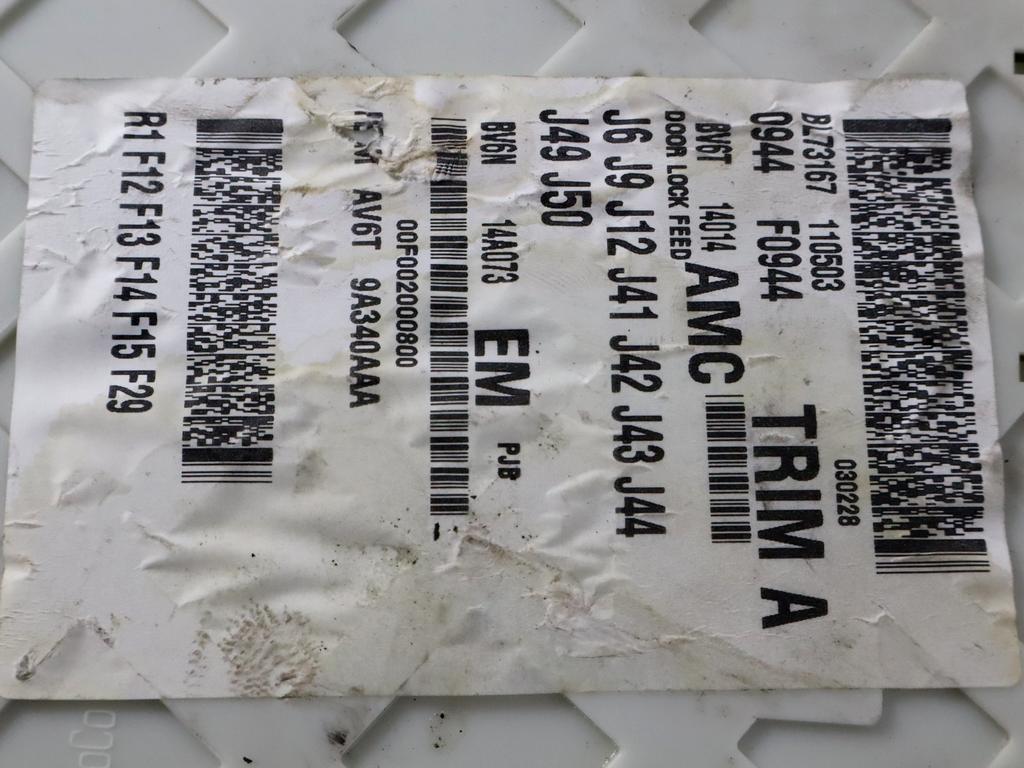 BL73167 110503 030228
0944 F0944 TRIM A
BV6T 14014 AMC
DOOR LOCK FEED
J6 J9 J12 J41 J42 J43 J44
J49 J50
BV6N 14A073 EM PJB
00F002000800
AV6T 9A340AAA
R1 F12 F13 F14 F15 F29